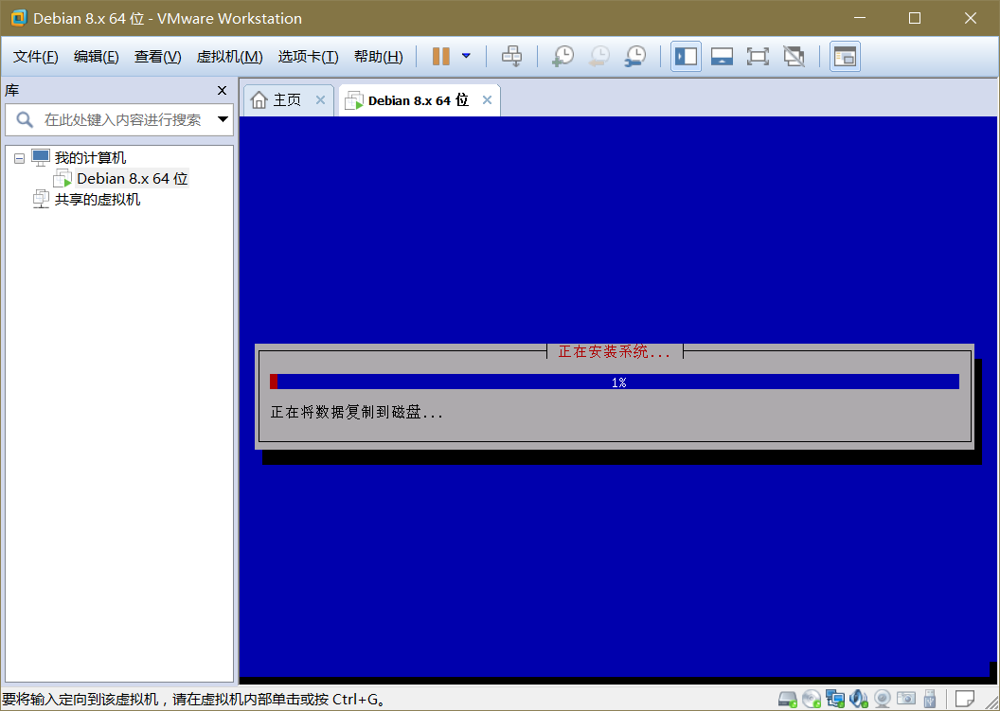 Debian 8.x 64 位 - VMware Workstation
文件(F) 编辑(E) 查看(V) 虚拟机(M) 选项卡(T) 帮助(H)
库
主页 Debian 8.x 64 位
在此处键入内容进行搜索
我的计算机
Debian 8.x 64 位
共享的虚拟机
正在安装系统...
1%
正在将数据复制到磁盘...
要将输入定向到该虚拟机，请在虚拟机内部单击或按 Ctrl+G。